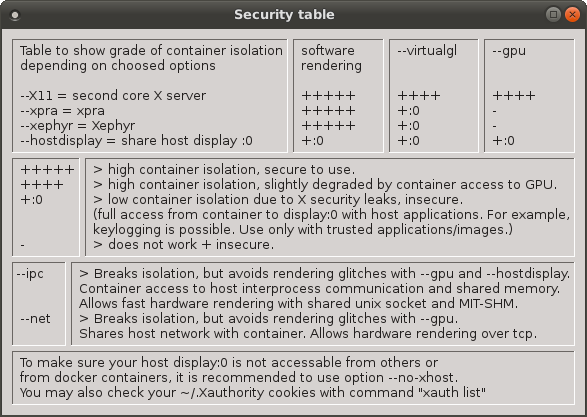 Security table
Table to show grade of container isolation depending on choosed options
software rendering
--virtualgl
--gpu
--X11 = second core X server +++++ ++++ ++++
--xpra = xpra +++++ +:0 -
--xephyr = Xephyr +++++ +:0 -
--hostdisplay = share host display :0 +:0 +:0 +:0
+++++ > high container isolation, secure to use.
++++ > high container isolation, slightly degraded by container access to GPU.
+:0 > low container isolation due to X security leaks, insecure.
(full access from container to display:0 with host applications. For example,
keylogging is possible. Use only with trusted applications/images.)
- > does not work + insecure.
--ipc > Breaks isolation, but avoids rendering glitches with --gpu and --hostdisplay.
Container access to host interprocess communication and shared memory.
Allows fast hardware rendering with shared unix socket and MIT-SHM.
--net > Breaks isolation, but avoids rendering glitches with --gpu.
Shares host network with container. Allows hardware rendering over tcp.
To make sure your host display:0 is not accessable from others or
from docker containers, it is recommended to use option --no-xhost.
You may also check your ~/.Xauthority cookies with command "xauth list"